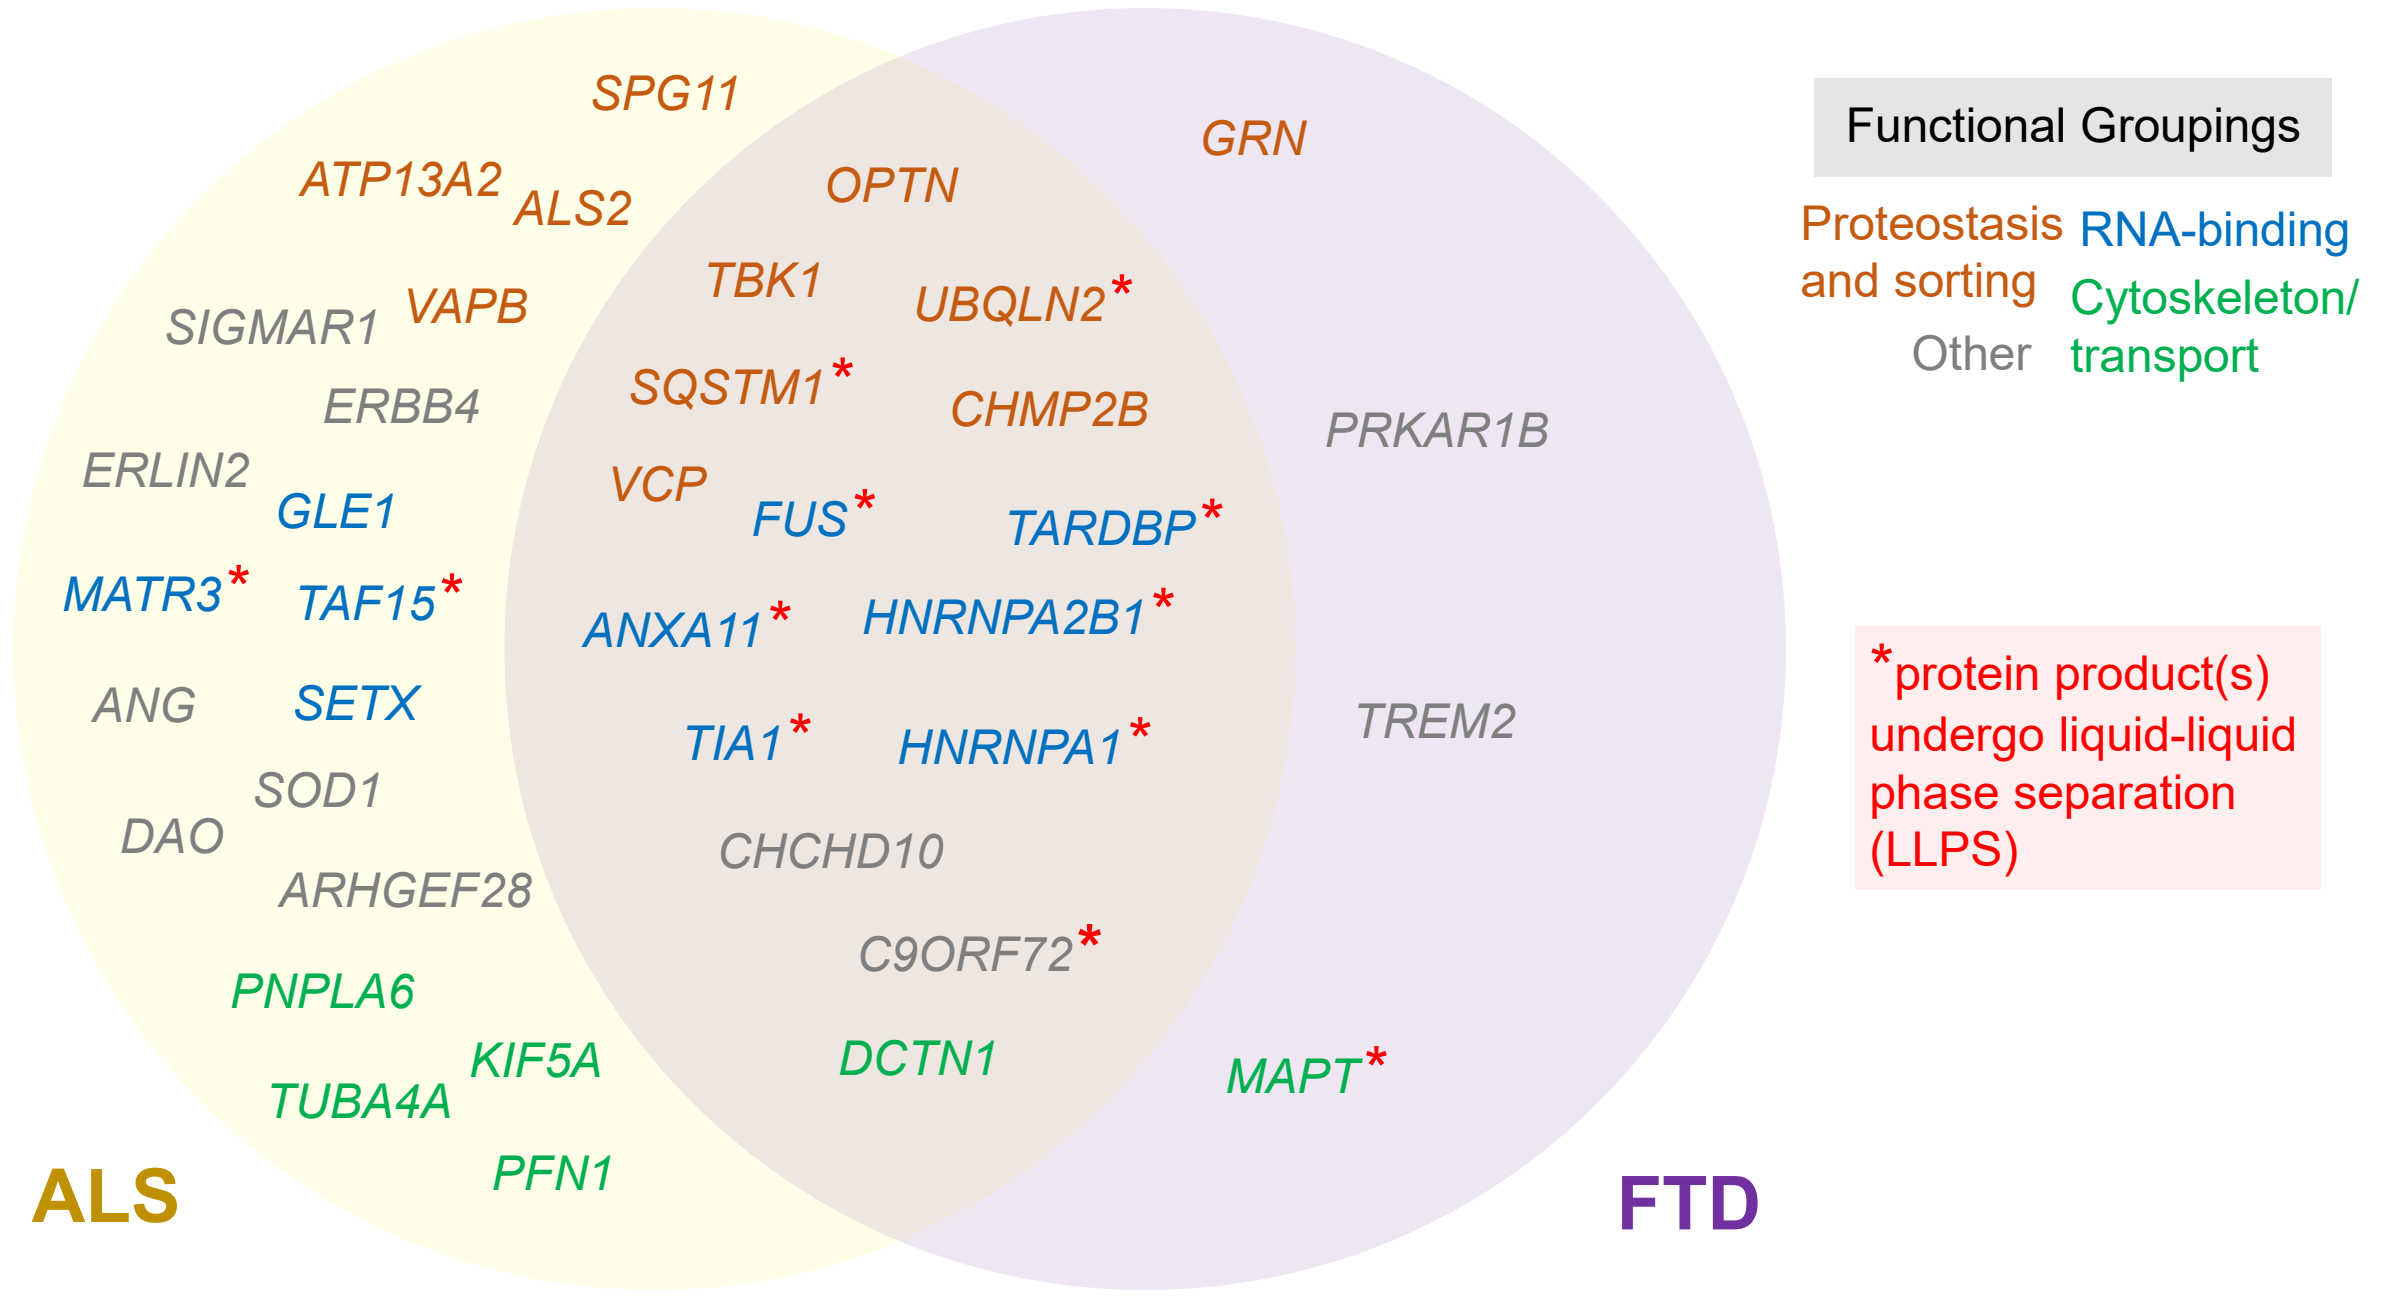 SPG11
ATP13A2
ALS2
SIGMAR1
VAPB
ERBB4
ERLIN2
GLE1
MATR3*
TAF15*
ANG
SETX
SOD1
DAO
ARHGEF28
PNPLA6
KIF5A
TUBA4A
PFN1
ALS
OPTN
TBK1
UBQLN2*
SQSTM1*
CHMP2B
VCP
FUS*
TARDBP*
ANXA11*
HNRNPA2B1*
TIA1*
HNRNPA1*
CHCHD10
C9ORF72*
DCTN1
GRN
PRKAR1B
TREM2
MAPT*
FTD
Functional Groupings
Proteostasis
and sorting
RNA-binding
Cytoskeleton/
transport
Other
*protein product(s)
undergo liquid-liquid
phase separation
(LLPS)